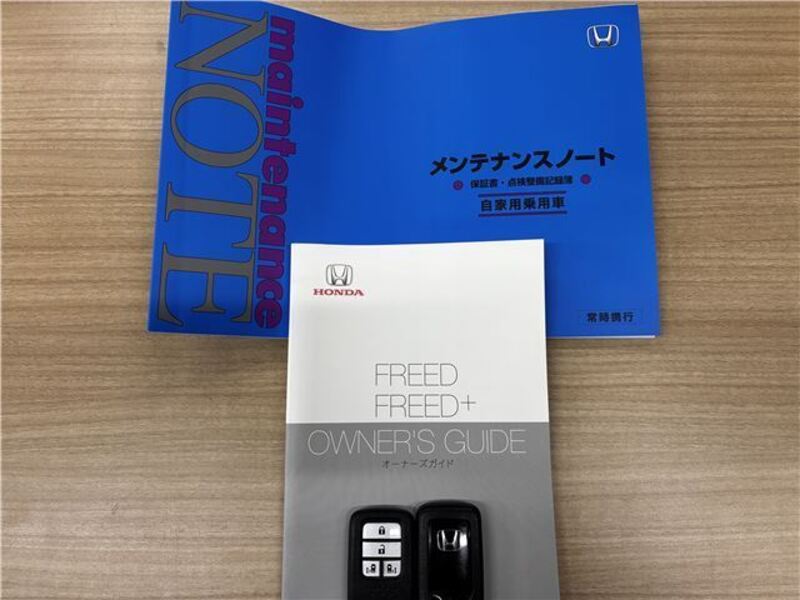 maintenance
NOTE
メンテナンスノート
保証書・点検整備記録簿
自家用乗用車
常時携行
HONDA
FREED
FREED+
OWNER'S GUIDE
オーナーズガイド